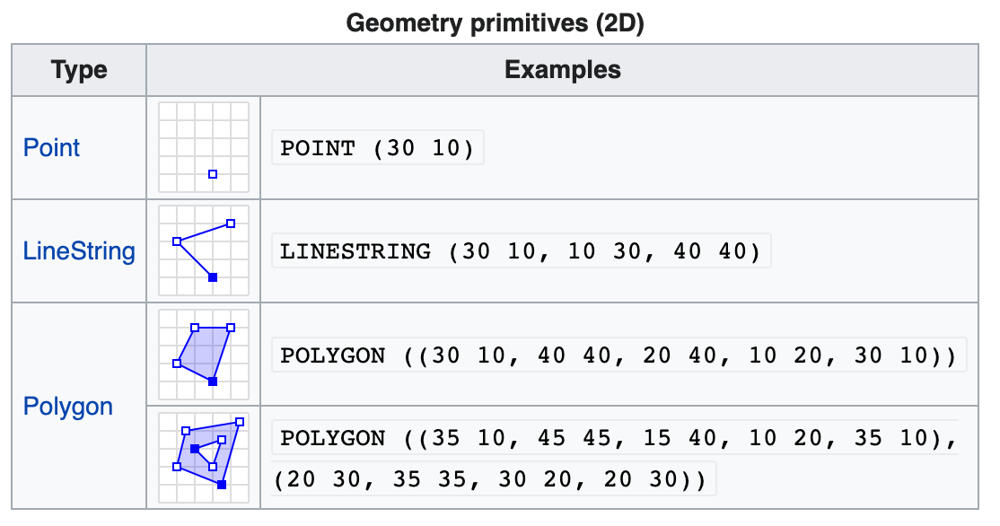 Geometry primitives (2D)
Type Examples
Point POINT (30 10)
LineString LINESTRING (30 10, 10 30, 40 40)
POLYGON ((30 10, 40 40, 20 40, 10 20, 30 10))
Polygon
POLYGON ((35 10, 45 45, 15 40, 10 20, 35 10),
(20 30, 35 35, 30 20, 20 30))